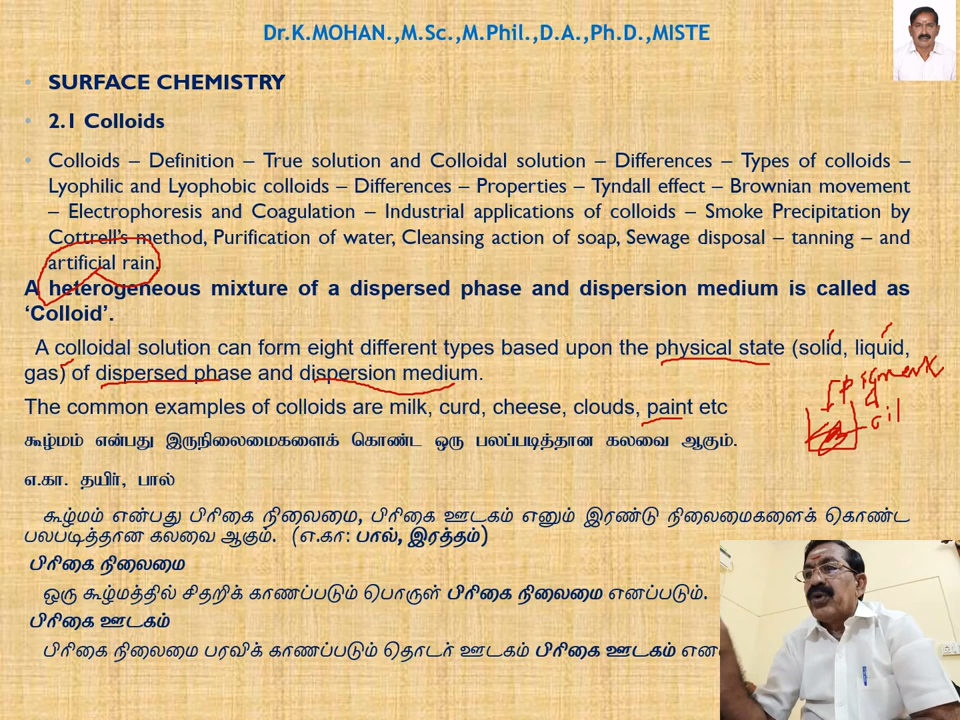 Dr.K.MOHAN.,M.Sc.,M.Phil.,D.A.,Ph.D.,MISTE
• SURFACE CHEMISTRY
• 2.1 Colloids
• Colloids – Definition – True solution and Colloidal solution – Differences – Types of colloids –
Lyophilic and Lyophobic colloids – Differences – Properties – Tyndall effect – Brownian movement
– Electrophoresis and Coagulation – Industrial applications of colloids – Smoke Precipitation by
Cottrell's method, Purification of water, Cleansing action of soap, Sewage disposal – tanning – and
artificial rain.
A heterogeneous mixture of a dispersed phase and dispersion medium is called as
‘Colloid’.
A colloidal solution can form eight different types based upon the physical state (solid, liquid,
gas) of dispersed phase and dispersion medium.
pigment
The common examples of colloids are milk, curd, cheese, clouds, paint etc
oil
கூழ்மம் என்பது இருநிலைமைகளைக் கொண்ட ஒரு பலப்படித்தான கலவை ஆகும்.
எ.கா. தயிர், பால்
கூழ்மம் என்பது பிரிகை நிலைமை, பிரிகை ஊடகம் எனும் இரண்டு நிலைமைகளைக் கொண்ட
பலபடித்தான கலவை ஆகும். (எ.கா: பால், இரத்தம்)
பிரிகை நிலைமை
ஒரு கூழ்மத்தில் சிதறிக் காணப்படும் பொருள் பிரிகை நிலைமை எனப்படும்.
பிரிகை ஊடகம்
பிரிகை நிலைமை பரவிக் காணப்படும் தொடர் ஊடகம் பிரிகை ஊடகம்